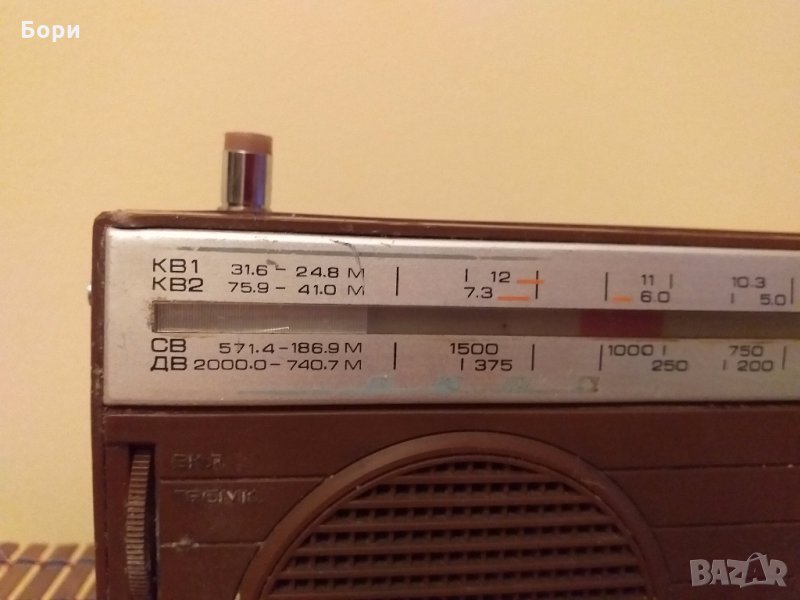 Бори
КВ1 31.6 - 24.8 М 12 11 10.3
КВ2 75.9 - 41.0 М 7.3 6.0 5.0
СВ 571.4-186.9 М 1500 1000 750
ДВ 2000.0-740.7 М 375 250 200
BAZAR